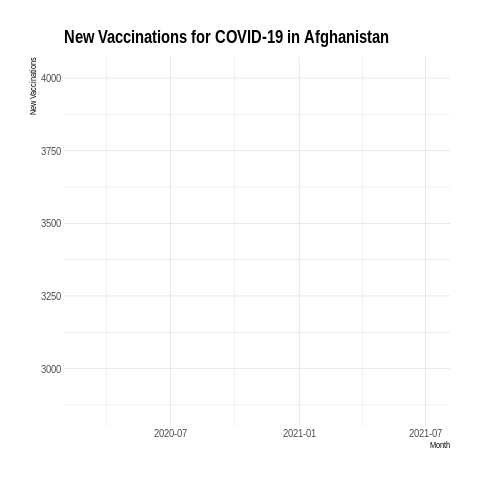 New Vaccinations for COVID-19 in Afghanistan
New Vaccinations
4000
3750
3500
3250
3000
2020-07
2021-01
2021-07
Month